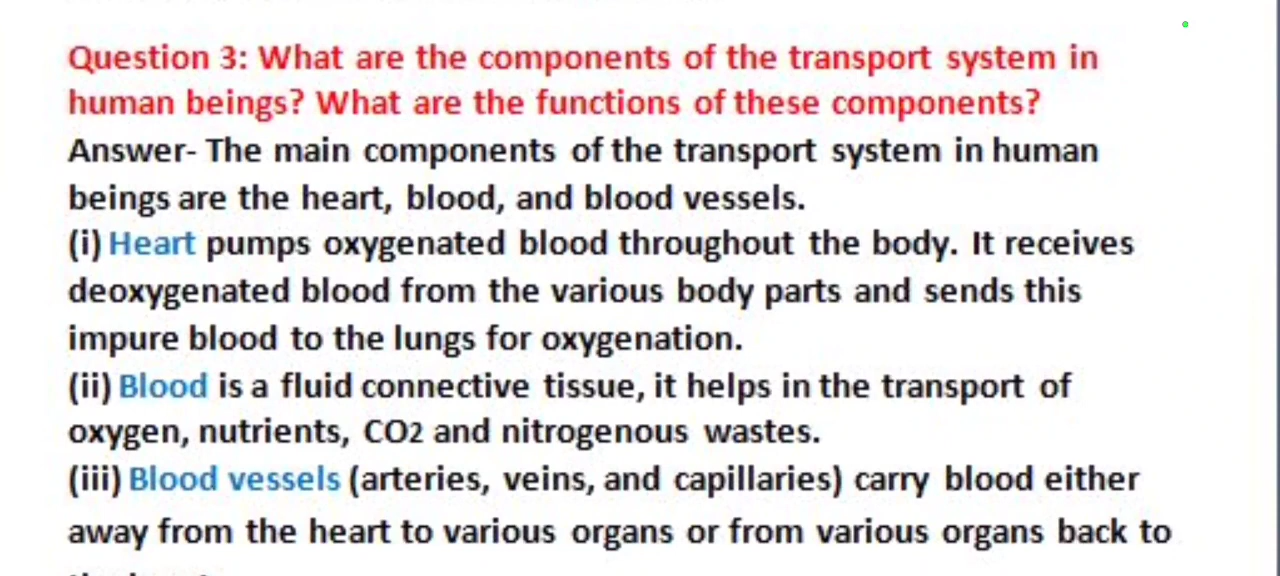 Question 3: What are the components of the transport system in
human beings? What are the functions of these components?
Answer- The main components of the transport system in human
beings are the heart, blood, and blood vessels.
(i) Heart pumps oxygenated blood throughout the body. It receives
deoxygenated blood from the various body parts and sends this
impure blood to the lungs for oxygenation.
(ii) Blood is a fluid connective tissue, it helps in the transport of
oxygen, nutrients, CO2 and nitrogenous wastes.
(iii) Blood vessels (arteries, veins, and capillaries) carry blood either
away from the heart to various organs or from various organs back to